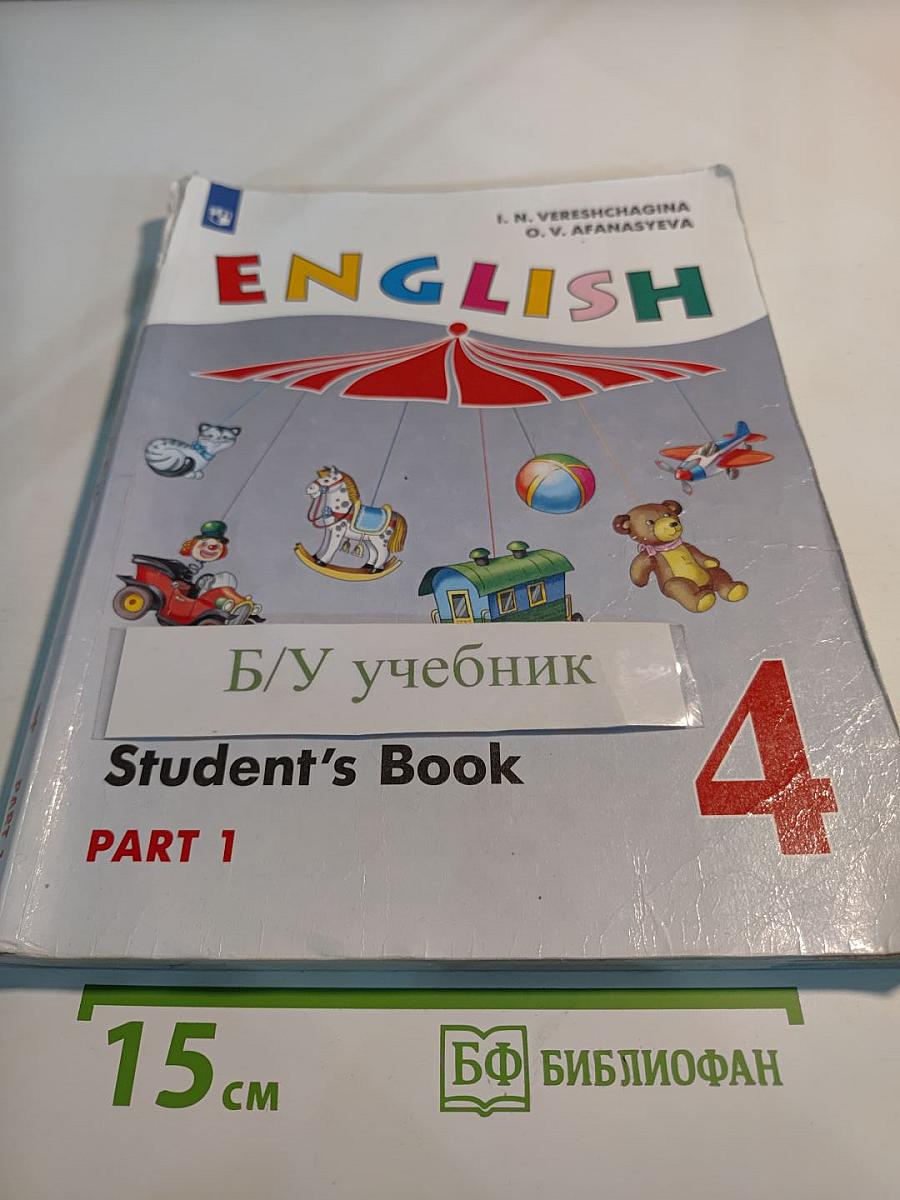 I. N. VERESHCHAGINA
O. V. AFANASYEVA
ENGLISH
Б/У учебник
Student's Book
4
PART 1
15 см
БФ БИБЛИОФАН